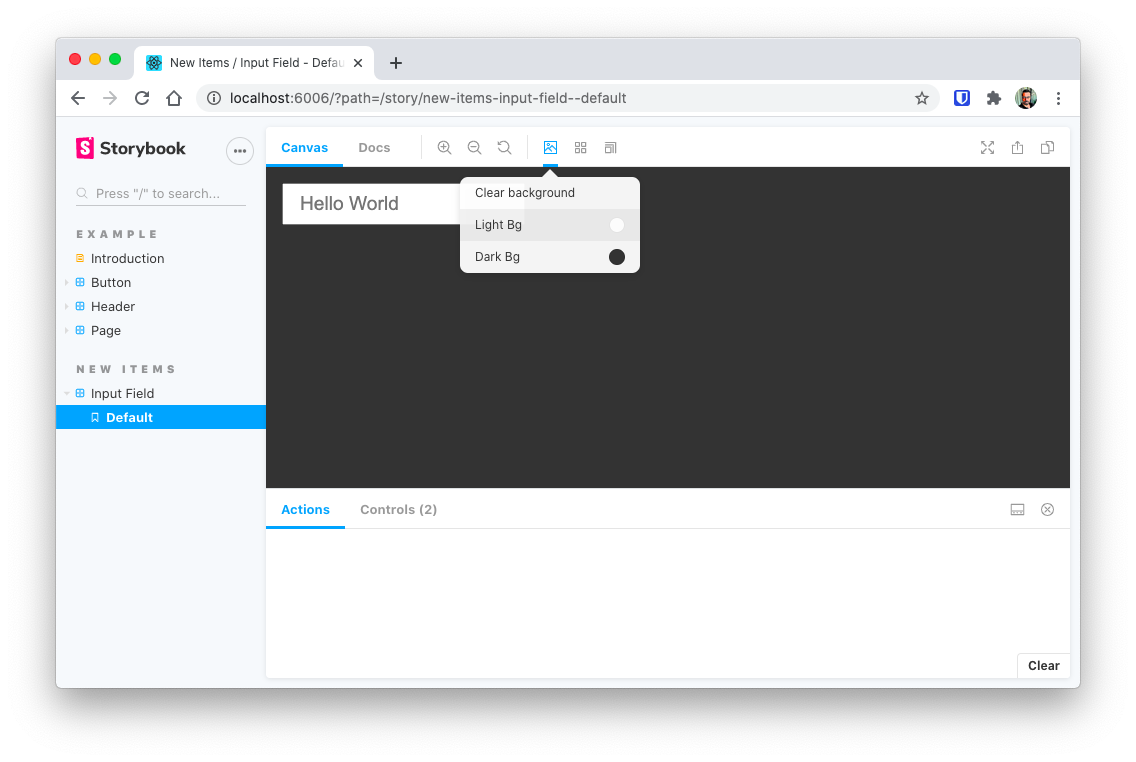 New Items / Input Field - Defau
localhost:6006/?path=/story/new-items-input-field--default
Storybook
Press "/" to search...
EXAMPLE
Introduction
Button
Header
Page
NEW ITEMS
Input Field
Default
Canvas
Docs
Hello World
Clear background
Light Bg
Dark Bg
Actions
Controls (2)
Clear